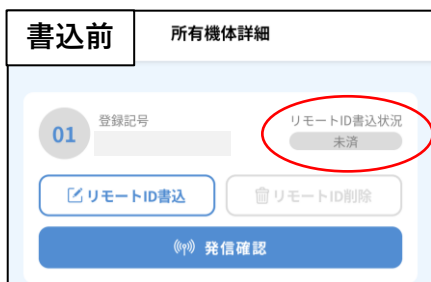 書込前
所有機体詳細
01
登録記号
リモートID書込状況
未済
リモートID書込
リモートID削除
発信確認